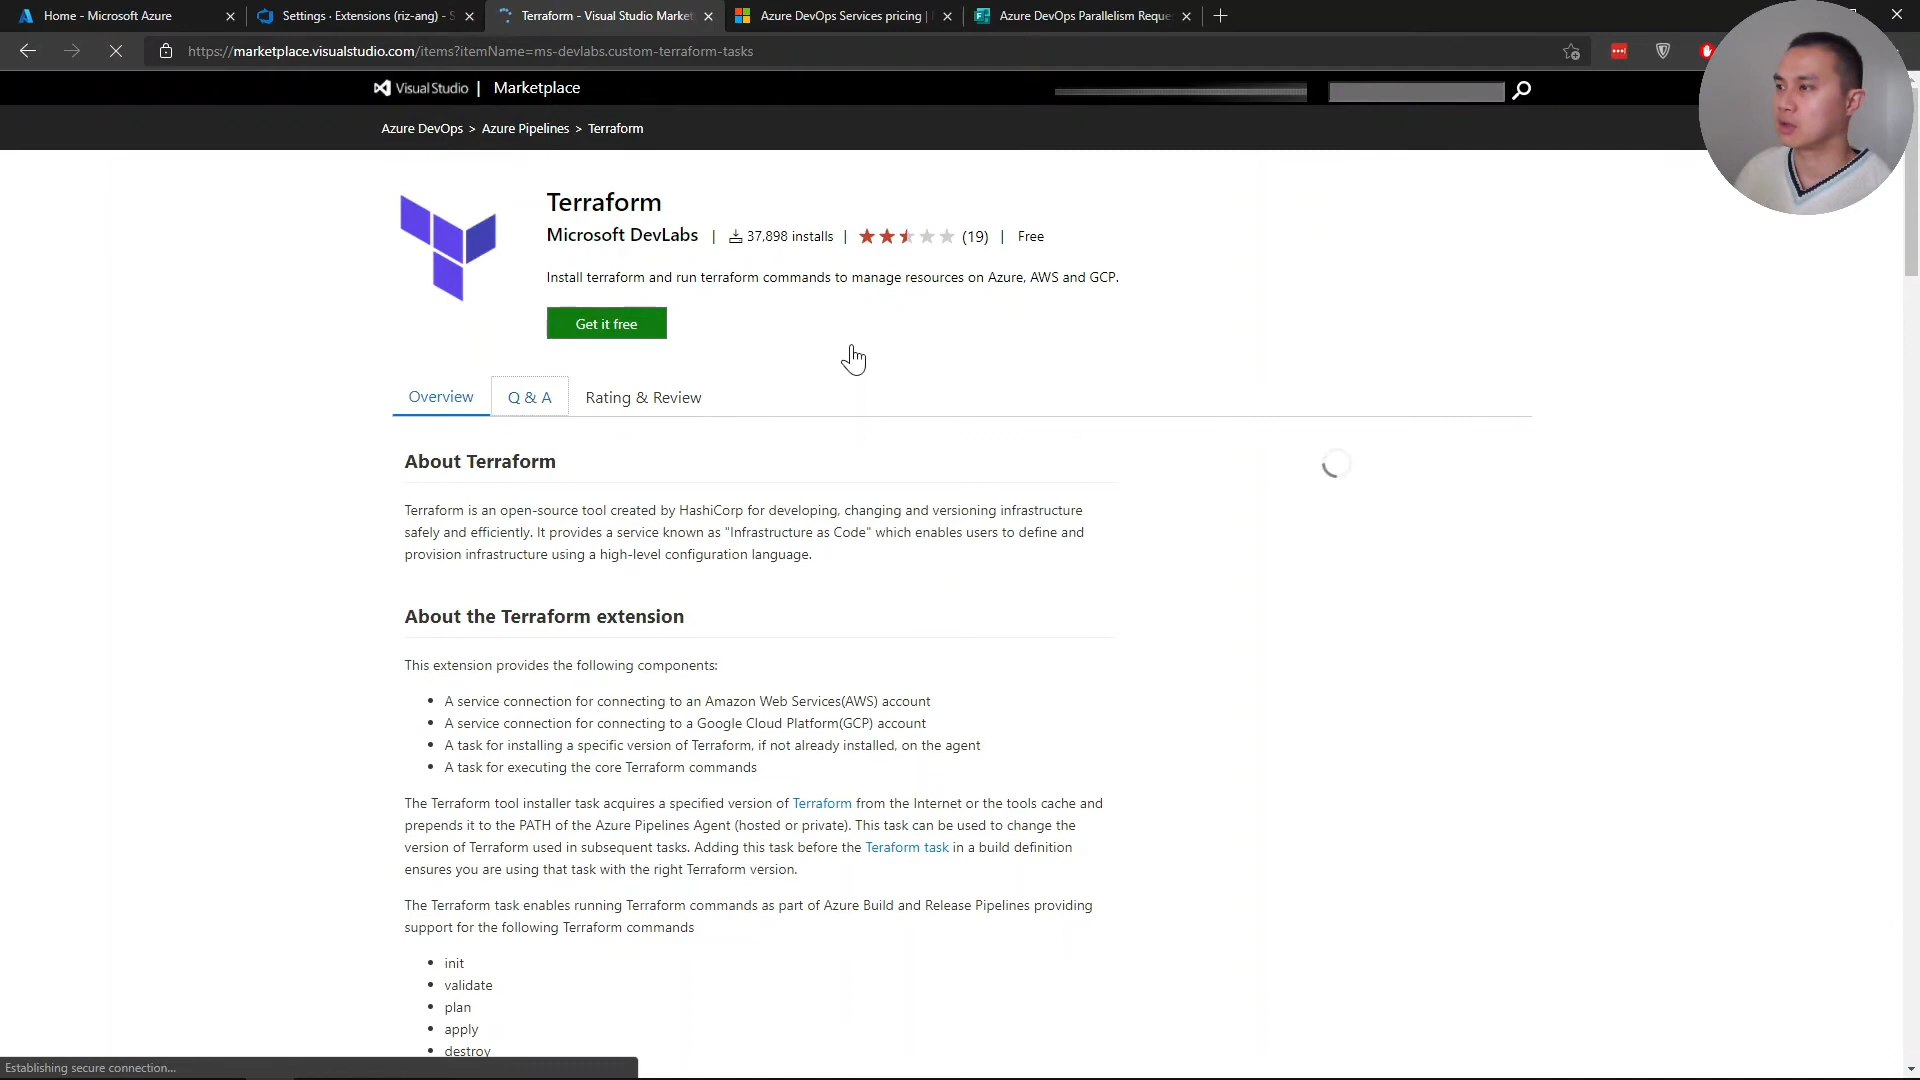 Home - Microsoft Azure
Settings · Extensions (riz-ang) - S
Terraform - Visual Studio Market
Azure DevOps Services pricing |
Azure DevOps Parallelism Reque
https://marketplace.visualstudio.com/items?itemName=ms-devlabs.custom-terraform-tasks
Visual Studio | Marketplace
Azure DevOps > Azure Pipelines > Terraform
Terraform
Microsoft DevLabs | 37,898 installs | (19) | Free
Install terraform and run terraform commands to manage resources on Azure, AWS and GCP.
Get it free
Overview Q & A Rating & Review
About Terraform
Terraform is an open-source tool created by HashiCorp for developing, changing and versioning infrastructure
safely and efficiently. It provides a service known as "Infrastructure as Code" which enables users to define and
provision infrastructure using a high-level configuration language.
About the Terraform extension
This extension provides the following components:
• A service connection for connecting to an Amazon Web Services(AWS) account
• A service connection for connecting to a Google Cloud Platform(GCP) account
• A task for installing a specific version of Terraform, if not already installed, on the agent
• A task for executing the core Terraform commands
The Terraform tool installer task acquires a specified version of Terraform from the Internet or the tools cache and
prepends it to the PATH of the Azure Pipelines Agent (hosted or private). This task can be used to change the
version of Terraform used in subsequent tasks. Adding this task before the Teraform task in a build definition
ensures you are using that task with the right Terraform version.
The Terraform task enables running Terraform commands as part of Azure Build and Release Pipelines providing
support for the following Terraform commands
• init
• validate
• plan
• apply
• destroy
Establishing secure connection...